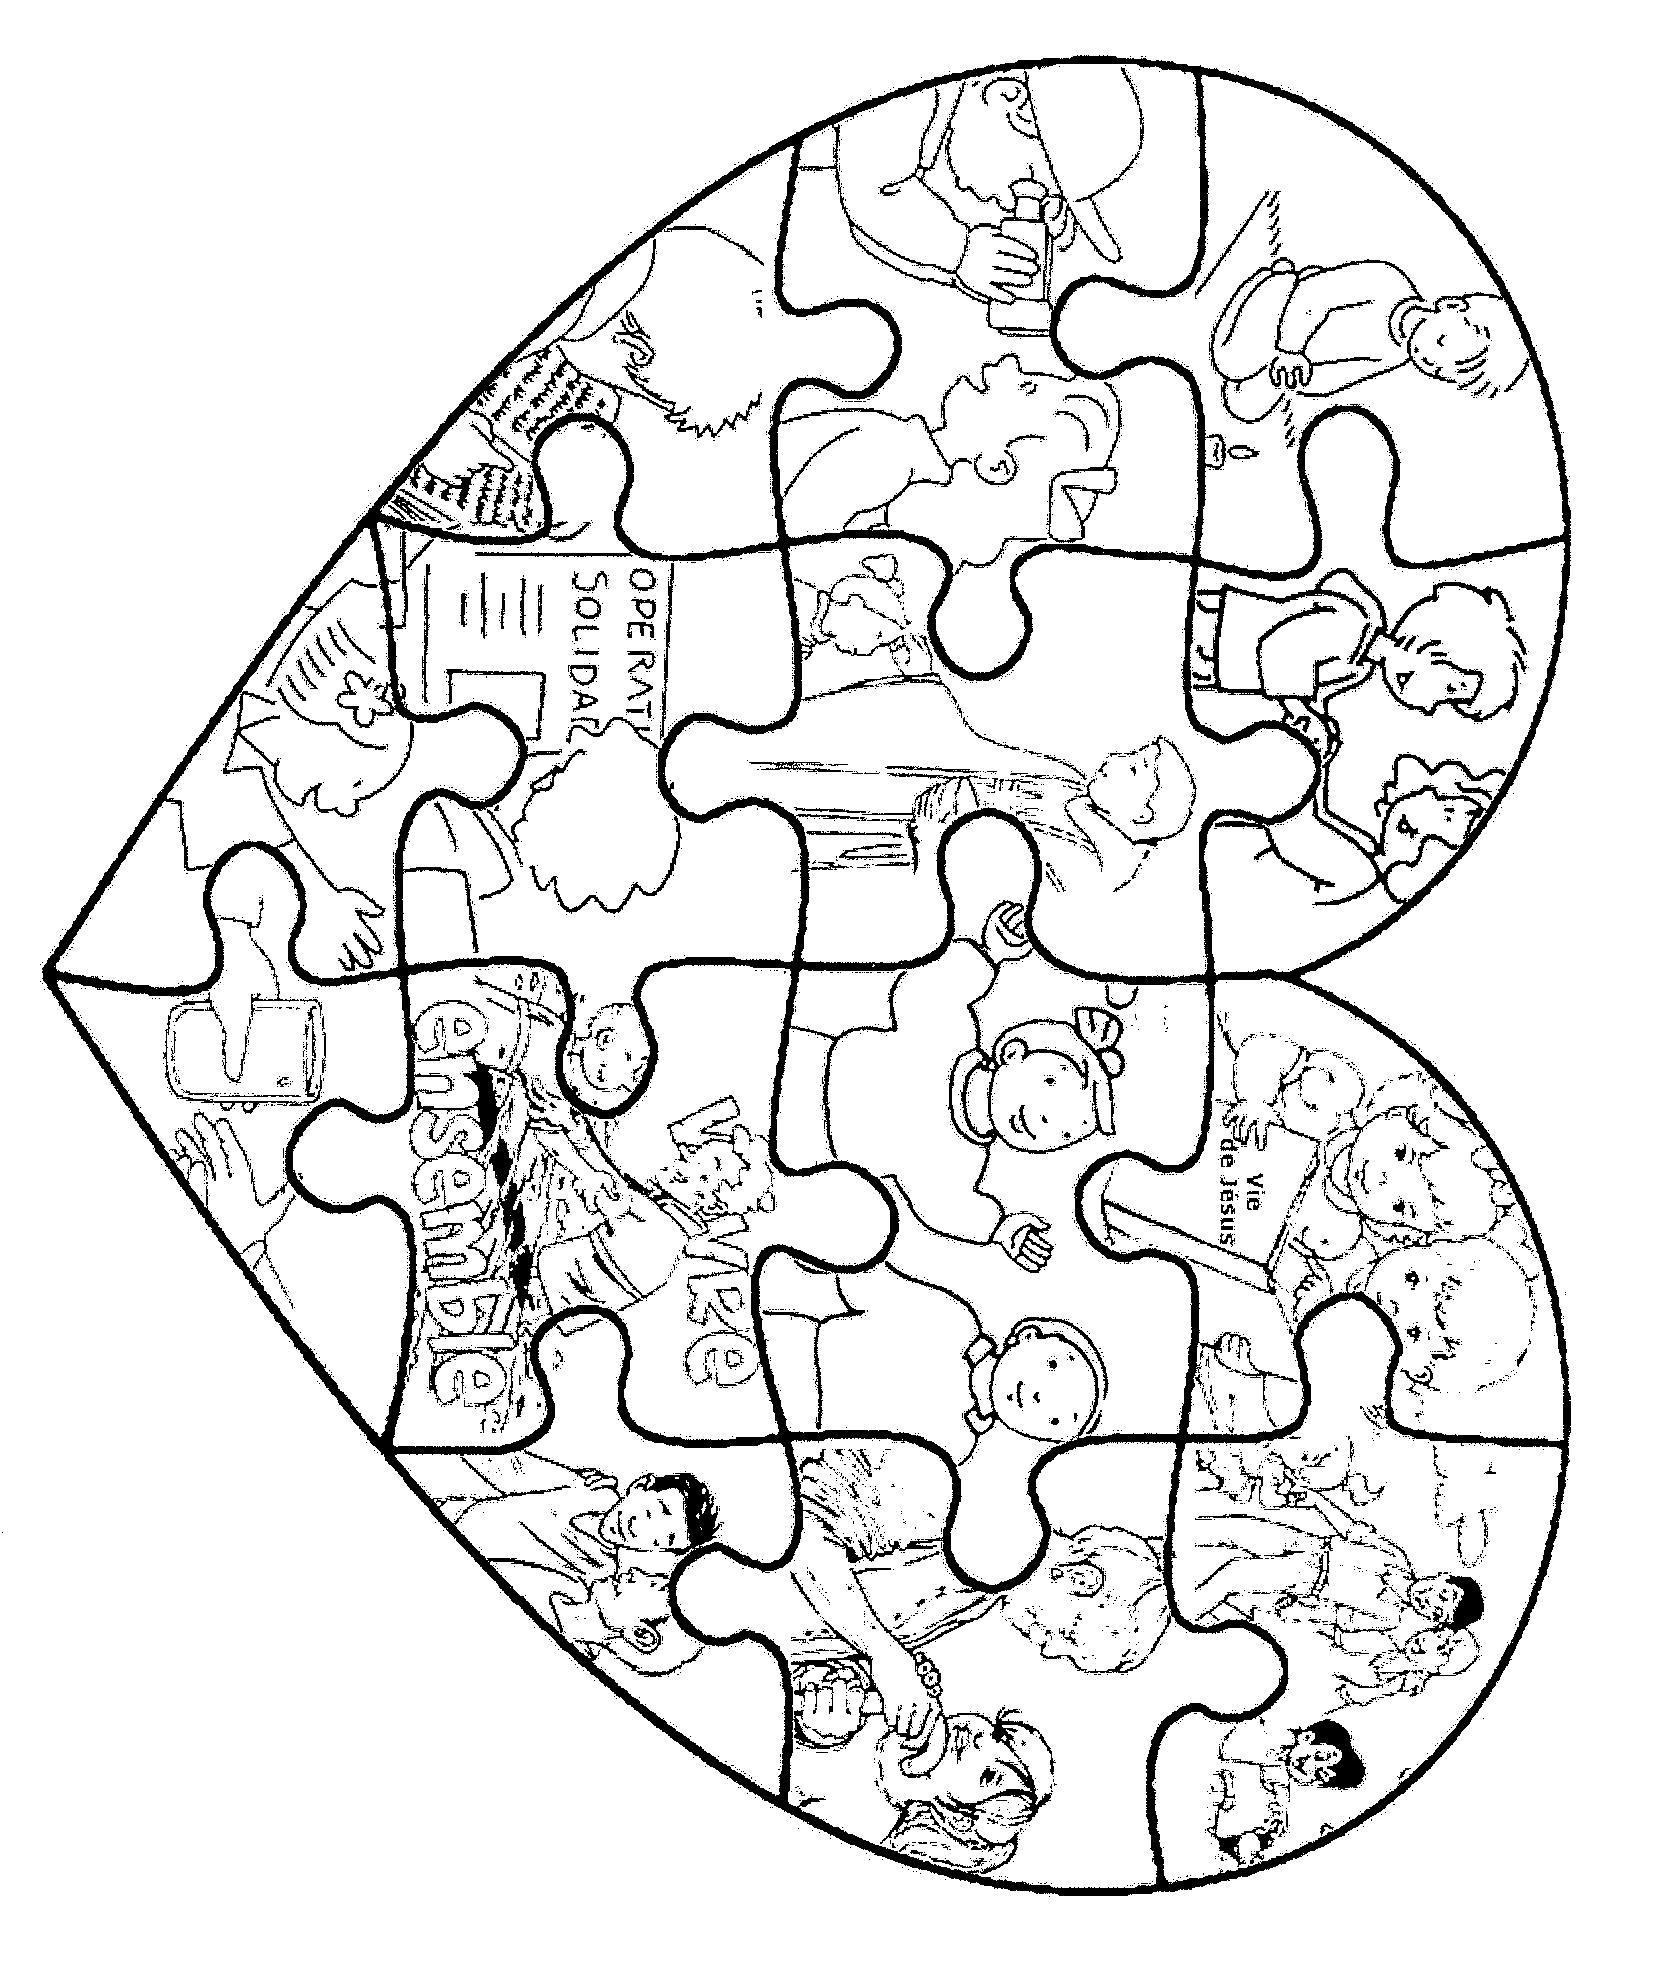 OPERATI
SOLIDAR
Vie
de Jésus
vivre
ensemble